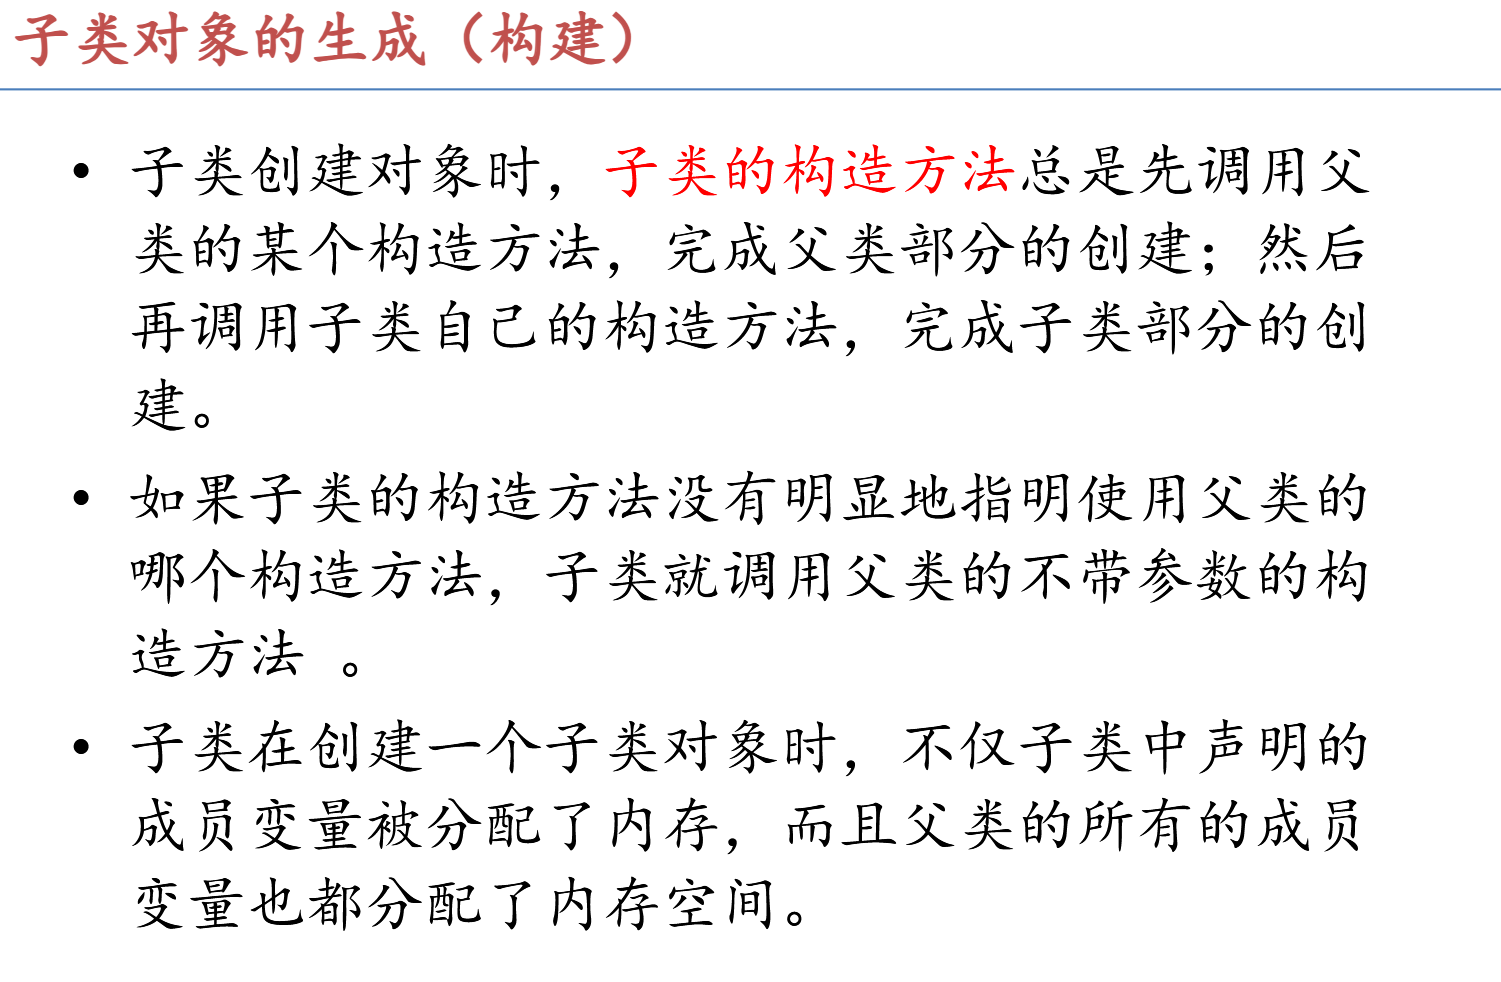 子类对象的生成（构建）
• 子类创建对象时，子类的构造方法总是先调用父
类的某个构造方法，完成父类部分的创建；然后
再调用子类自己的构造方法，完成子类部分的创
建。
• 如果子类的构造方法没有明显地指明使用父类的
哪个构造方法，子类就调用父类的不带参数的构
造方法 。
• 子类在创建一个子类对象时，不仅子类中声明的
成员变量被分配了内存，而且父类的所有的成员
变量也都分配了内存空间。